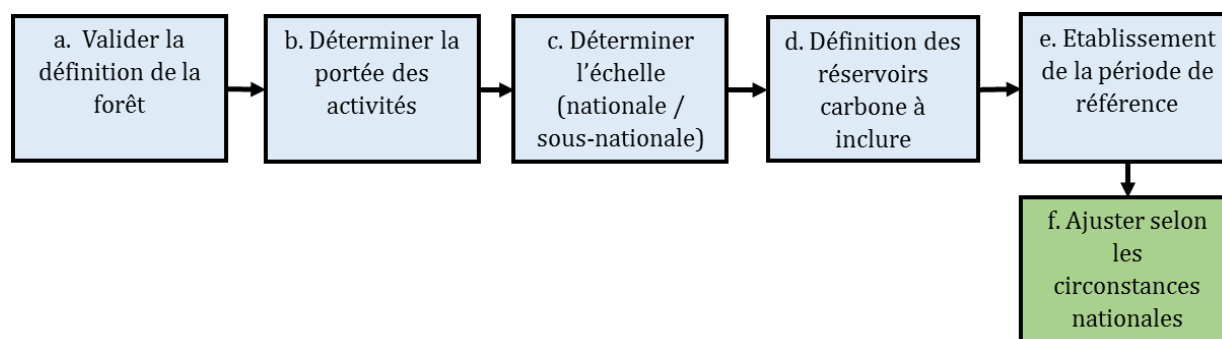 a. Valider la
définition de la
forêt
b. Déterminer la
portée des
activités
c. Déterminer
l’échelle
(nationale /
sous-nationale)
d. Définition des
réservoirs
carbone à
inclure
e. Etablissement
de la période de
référence
f. Ajuster selon
les
circonstances
nationales